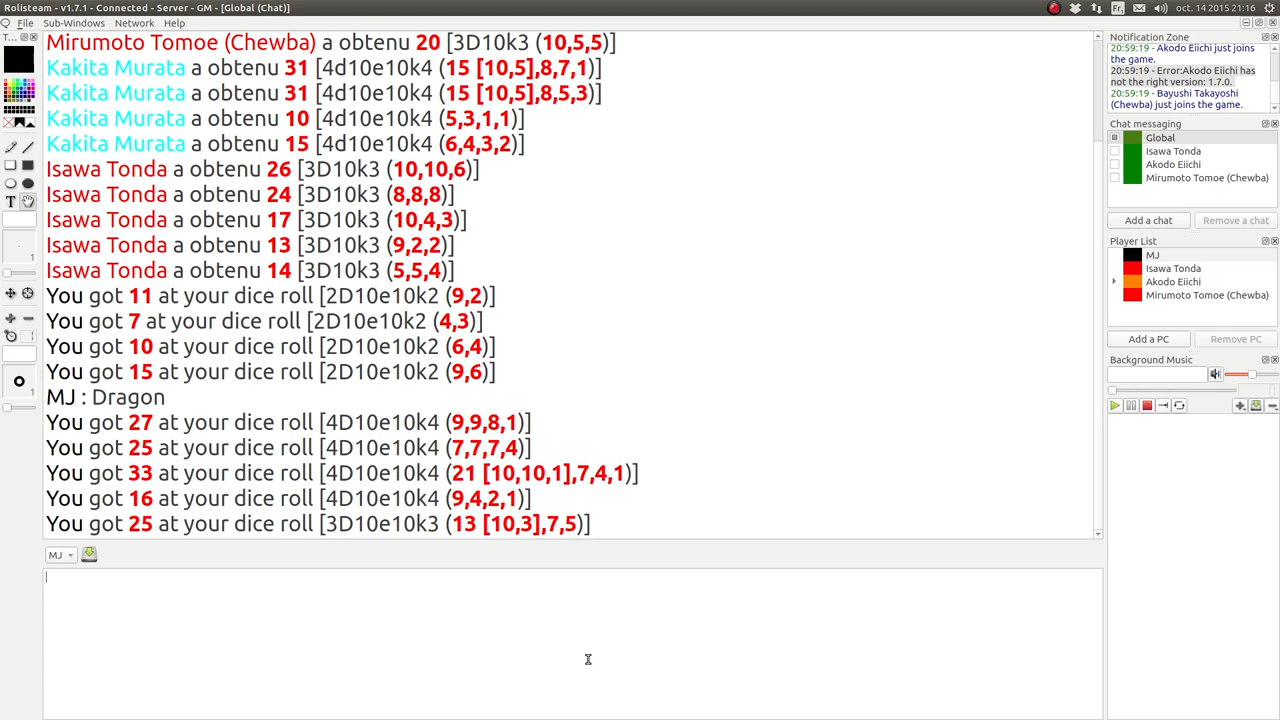 Rolisteam - v1.7.1 - Connected - Server - GM - [Global (Chat)]
Fr₁
oct. 14 2015 21:16
File Sub-Windows Network Help
T...
Mirumoto Tomoe (Chewba) a obtenu 20 [3D10k3 (10,5,5)]
Kakita Murata a obtenu 31 [4d10e10k4 (15 [10,5],8,7,1)]
Kakita Murata a obtenu 31 [4d10e10k4 (15 [10,5],8,5,3)]
Kakita Murata a obtenu 10 [4d10e10k4 (5,3,1,1)]
Kakita Murata a obtenu 15 [4d10e10k4 (6,4,3,2)]
Isawa Tonda a obtenu 26 [3D10k3 (10,10,6)]
Isawa Tonda a obtenu 24 [3D10k3 (8,8,8)]
Isawa Tonda a obtenu 17 [3D10k3 (10,4,3)]
Isawa Tonda a obtenu 13 [3D10k3 (9,2,2)]
Isawa Tonda a obtenu 14 [3D10k3 (5,5,4)]
You got 11 at your dice roll [2D10e10k2 (9,2)]
You got 7 at your dice roll [2D10e10k2 (4,3)]
You got 10 at your dice roll [2D10e10k2 (6,4)]
You got 15 at your dice roll [2D10e10k2 (9,6)]
MJ : Dragon
You got 27 at your dice roll [4D10e10k4 (9,9,8,1)]
You got 25 at your dice roll [4D10e10k4 (7,7,7,4)]
You got 33 at your dice roll [4D10e10k4 (21 [10,10,1],7,4,1)]
You got 16 at your dice roll [4D10e10k4 (9,4,2,1)]
You got 25 at your dice roll [3D10e10k3 (13 [10,3],7,5)]
MJ
T
1
1
Notification Zone
20:59:19 - Akodo Eiichi just joins
the game.
20:59:19 - Error:Akodo Eiichi has
not the right version: 1.7.0.
20:59:19 - Bayushi Takayoshi
(Chewba) just joins the game.
Chat messaging
Global
Isawa Tonda
Akodo Eiichi
Mirumoto Tomoe (Chewba)
Add a chat
Remove a chat
Player List
MJ
Isawa Tonda
Akodo Eiichi
Mirumoto Tomoe (Chewba)
Add a PC
Remove PC
Background Music